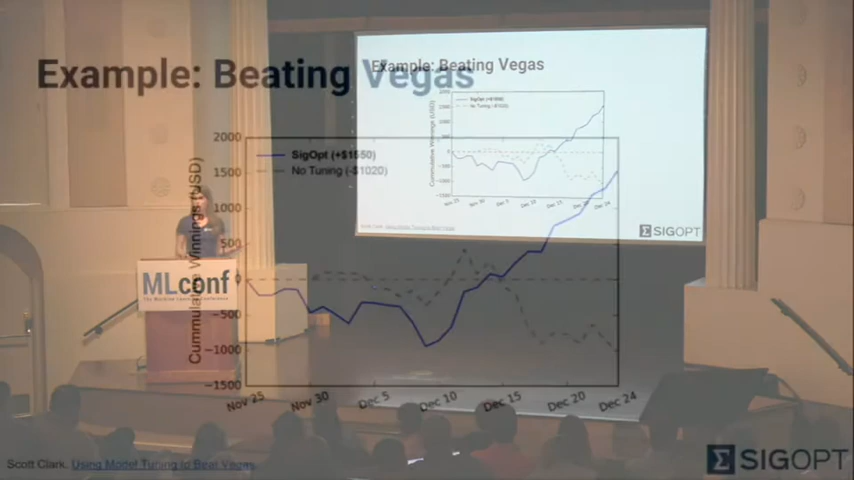 Example: Beating Vegas
Example: Beating Vegas
SigOpt (+$1550)
No Tuning (-$1020)
Cummulative Winnings (USD)
2000
1500
1000
500
0
−500
−1000
−1500
Nov 25
Nov 30
Dec 5
Dec 10
Dec 15
Dec 20
Dec 24
SIGOPT
MLconf
Scott Clark. Using Model Tuning to Beat Vegas.
SIGOPT